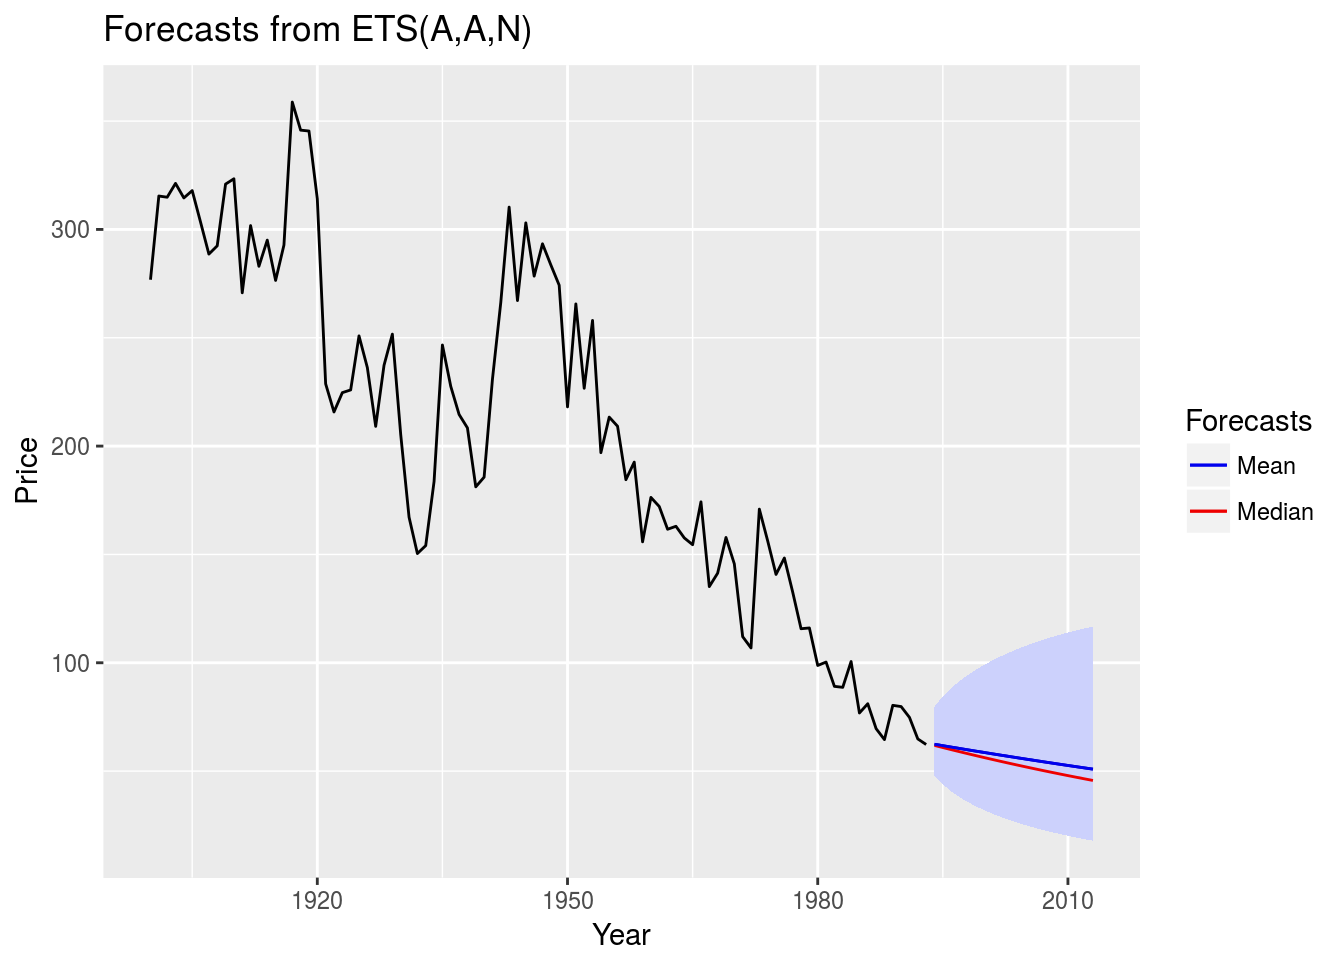 Forecasts from ETS(A,A,N)
Price
300
200
100
1920
1950
1980
2010
Year
Forecasts
Mean
Median